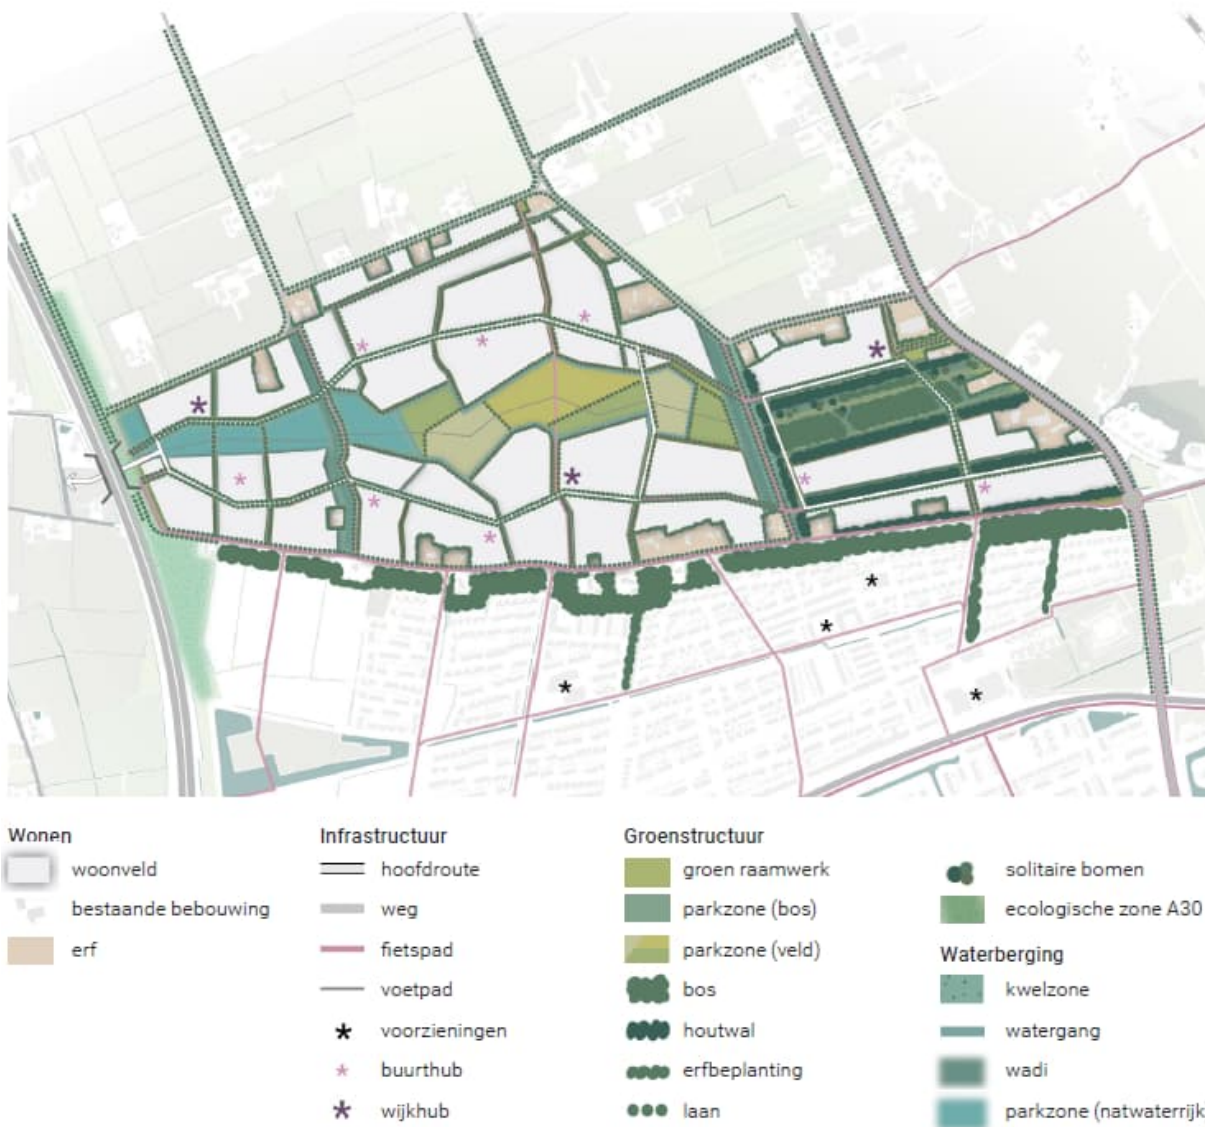 Wonen
woonveld
bestaande bebouwing
erf
Infrastructuur
hoofdroute
weg
fietspad
voetpad
voorzieningen
buurthub
wijkhub
Groenstructuur
groen raamwerk
parkzone (bos)
parkzone (veld)
bos
houtwal
erfbeplanting
laan
solitaire bomen
ecologische zone A30
Waterberging
kwelzone
watergang
wadi
parkzone (natwaterrijk